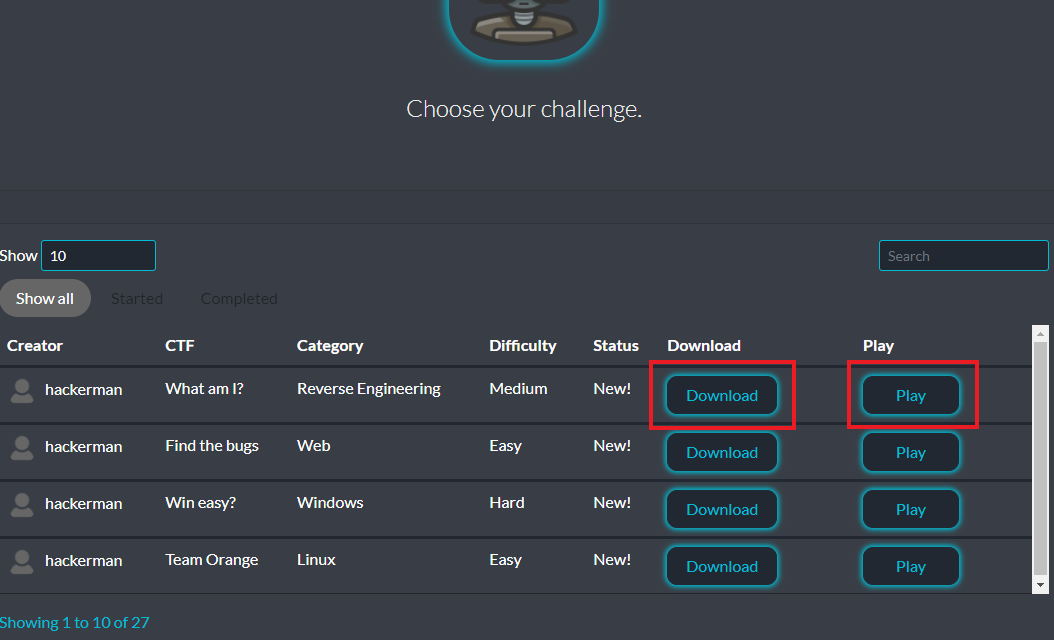 Choose your challenge.
Show 10 Search
Show all Started Completed
Creator CTF Category Difficulty Status Download Play
hackerman What am I? Reverse Engineering Medium New! Download Play
hackerman Find the bugs Web Easy New! Download Play
hackerman Win easy? Windows Hard New! Download Play
hackerman Team Orange Linux Easy New! Download Play
Showing 1 to 10 of 27